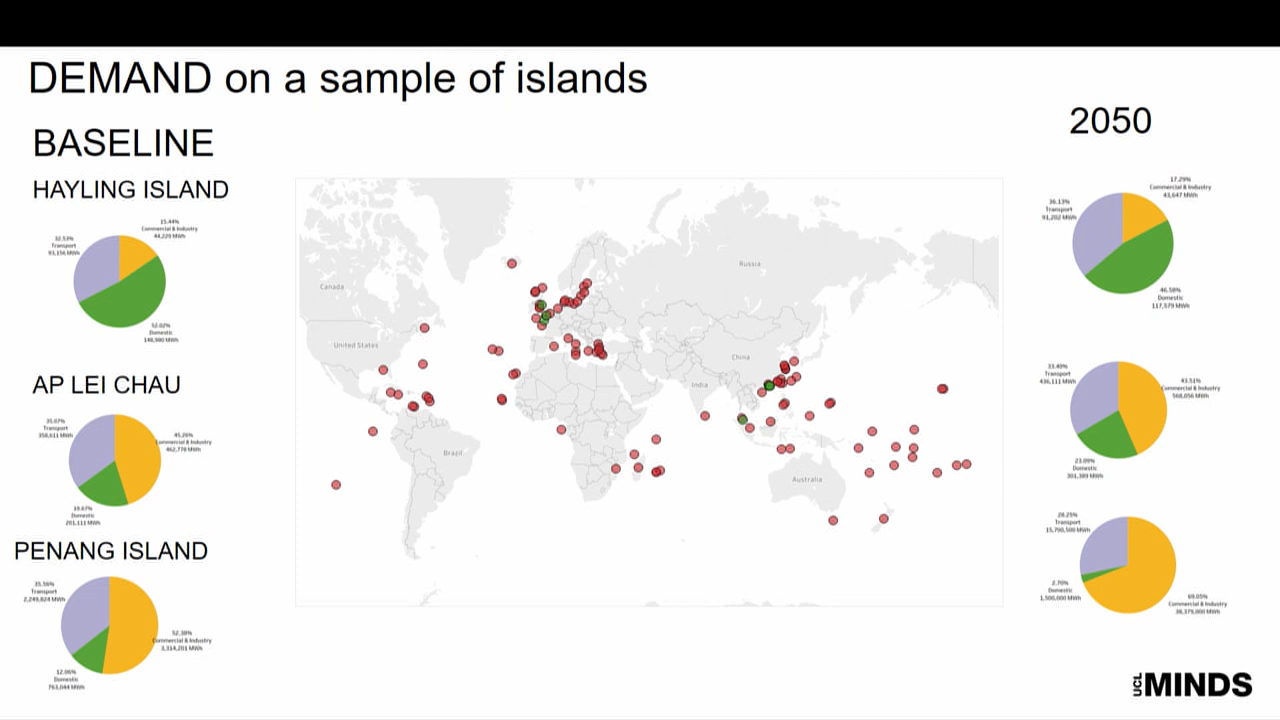 DEMAND on a sample of islands
BASELINE
2050
HAYLING ISLAND
15.44%
Commercial & Industry
44,229 MWh
32.53%
Transport
93,156 MWh
52.02%
Domestic
148,980 MWh
AP LEI CHAU
35.07%
Transport
358,611 MWh
45.26%
Commercial & Industry
462,778 MWh
19.67%
Domestic
201,111 MWh
PENANG ISLAND
35.56%
Transport
2,249,824 MWh
52.38%
Commercial & Industry
3,314,201 MWh
12.06%
Domestic
763,044 MWh
Canada
United States
Brazil
Russia
China
India
Australia
17.29%
Commercial & Industry
43,647 MWh
36.13%
Transport
91,202 MWh
46.58%
Domestic
117,579 MWh
33.40%
Transport
436,111 MWh
43.51%
Commercial & Industry
568,056 MWh
23.09%
Domestic
301,389 MWh
28.25%
Transport
15,700,500 MWh
2.70%
Domestic
1,500,000 MWh
69.05%
Commercial & Industry
38,375,000 MWh
UCL MINDS